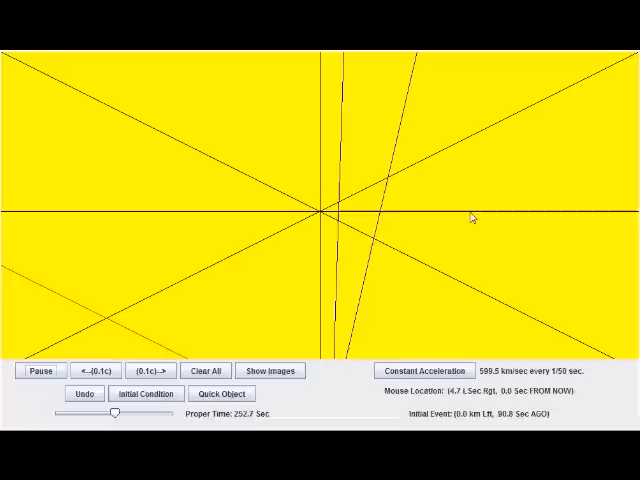 Pause <--(0.1c) (0.1c)--> Clear All Show Images Constant Acceleration 599.5 km/sec every 1/50 sec.
Undo Initial Condition Quick Object Mouse Location: (4.7 LSec Rgt, 0.0 Sec FROM NOW)
Proper Time: 252.7 Sec Initial Event: (0.0 km Lft, 90.8 Sec AGO)